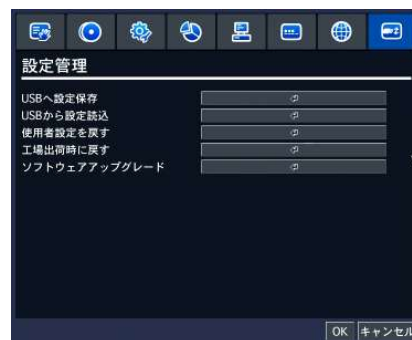 設定管理
USBへ設定保存
USBから設定読込
使用者設定を戻す
工場出荷時に戻す
ソフトウェアアップグレード
OK キャンセル